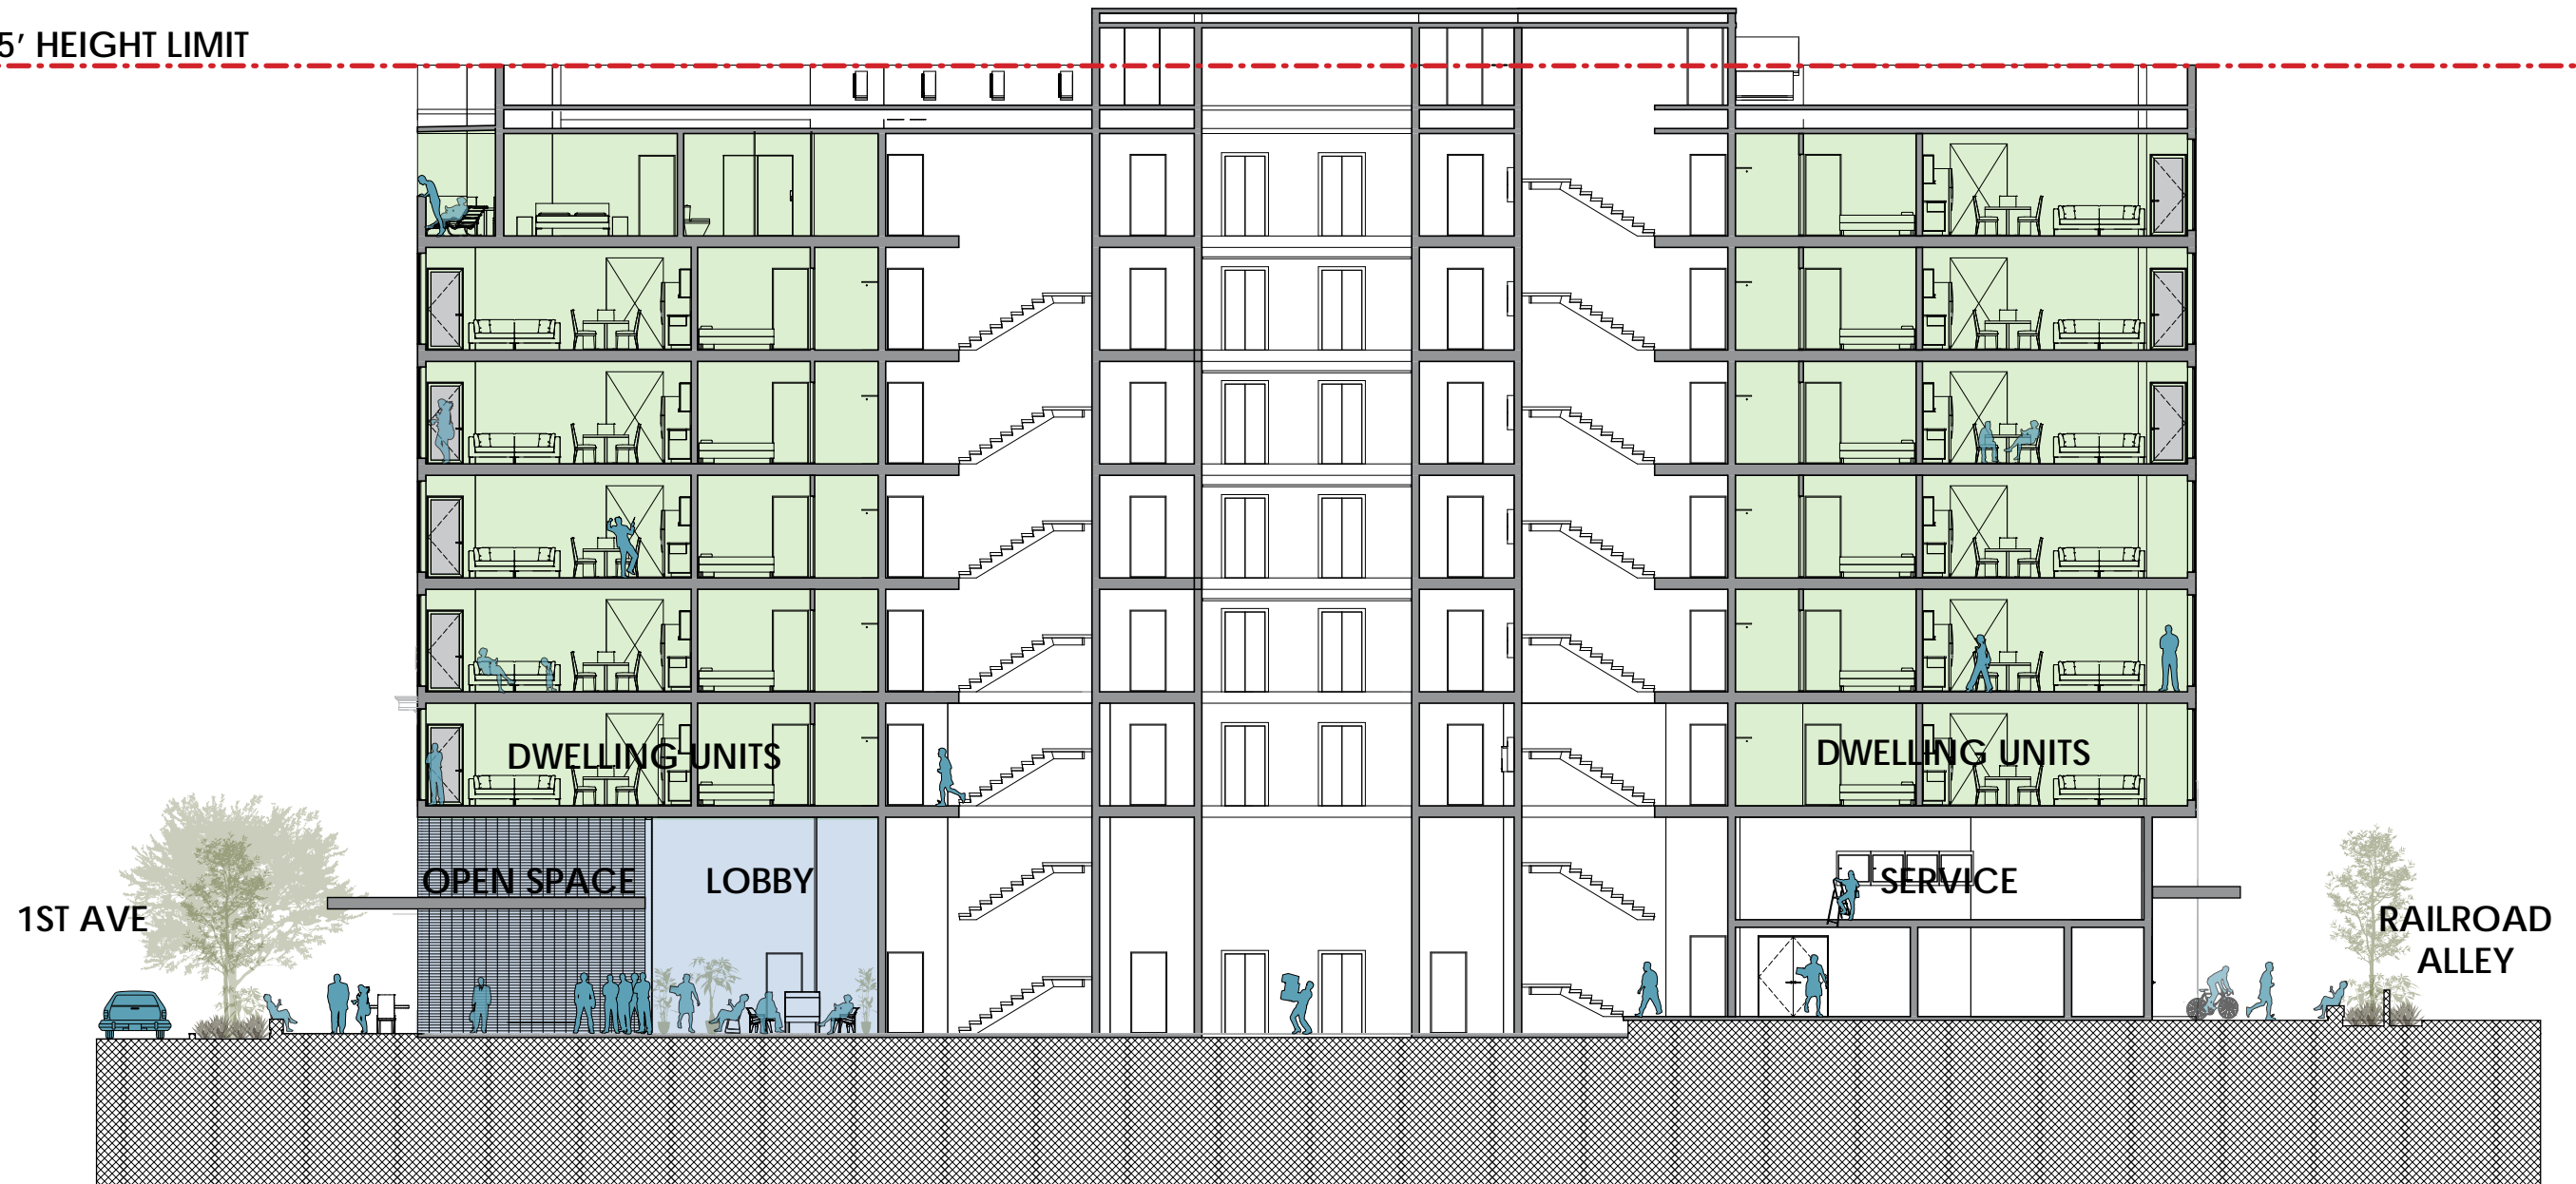 5' HEIGHT LIMIT
DWELLING UNITS
DWELLING UNITS
OPEN SPACE
LOBBY
SERVICE
1ST AVE
RAILROAD
ALLEY